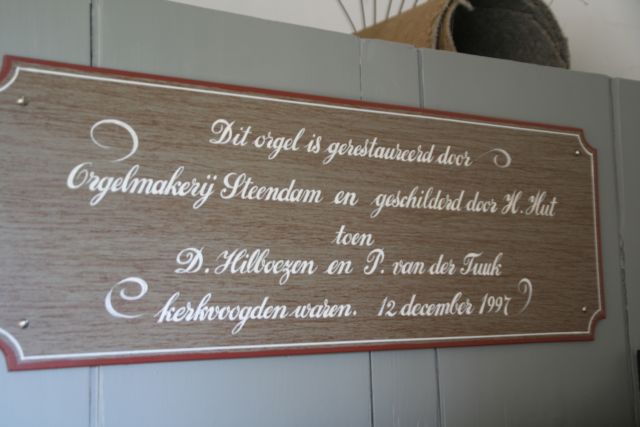 Dit orgel is gerestaureerd door
Orgelmakerij Steendam en geschilderd door H. Hut
toen
D. Hilboezen en P. van der Tuuk
kerkvoogden waren. 12 december 1997